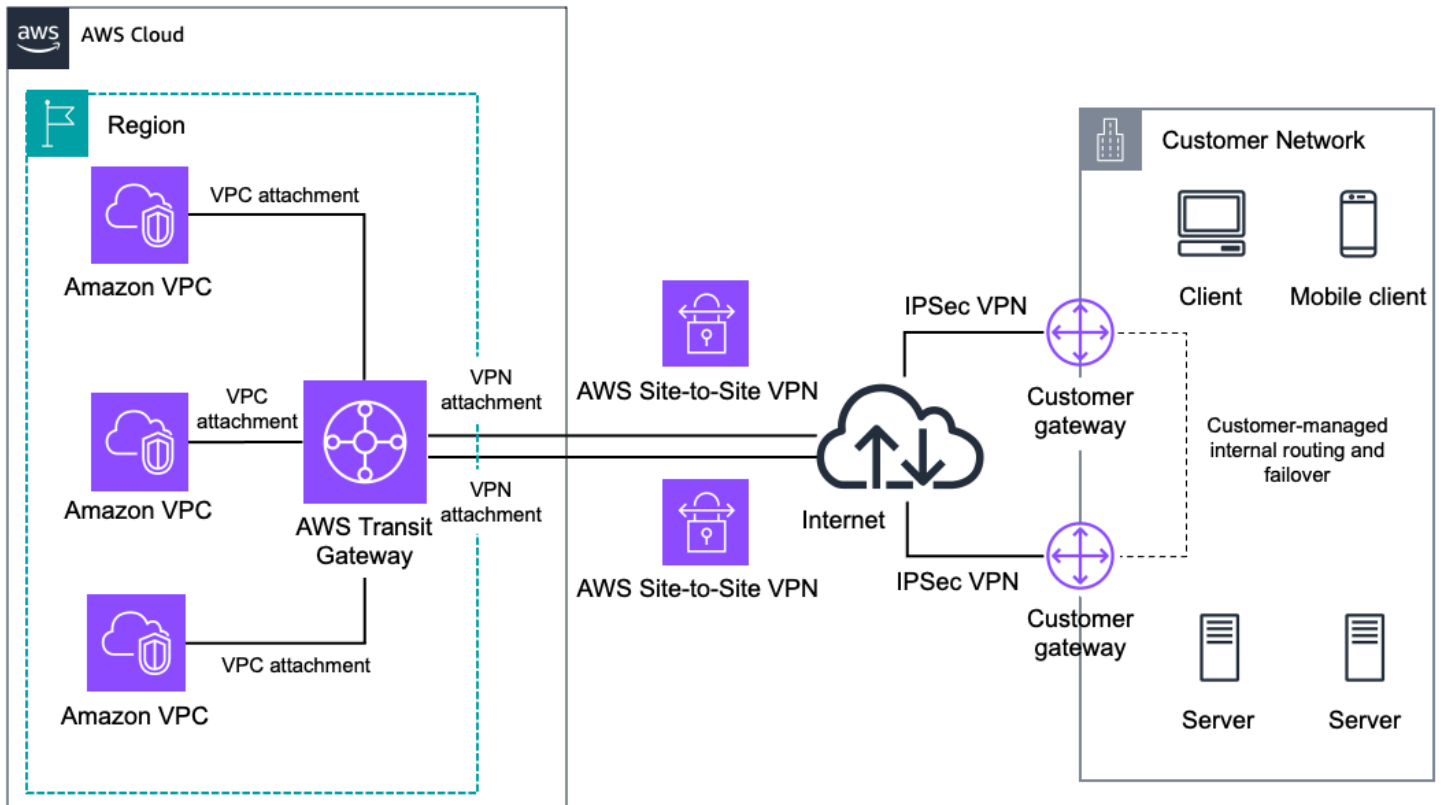 aws
AWS Cloud
Region
VPC attachment
Amazon VPC
VPC
attachment
Amazon VPC
VPC attachment
Amazon VPC
AWS Transit
Gateway
VPN
attachment
VPN
attachment
AWS Site-to-Site VPN
AWS Site-to-Site VPN
Internet
IPSec VPN
IPSec VPN
Customer Network
Client
Mobile client
Customer
gateway
Customer-managed
internal routing and
failover
Customer
gateway
Server
Server